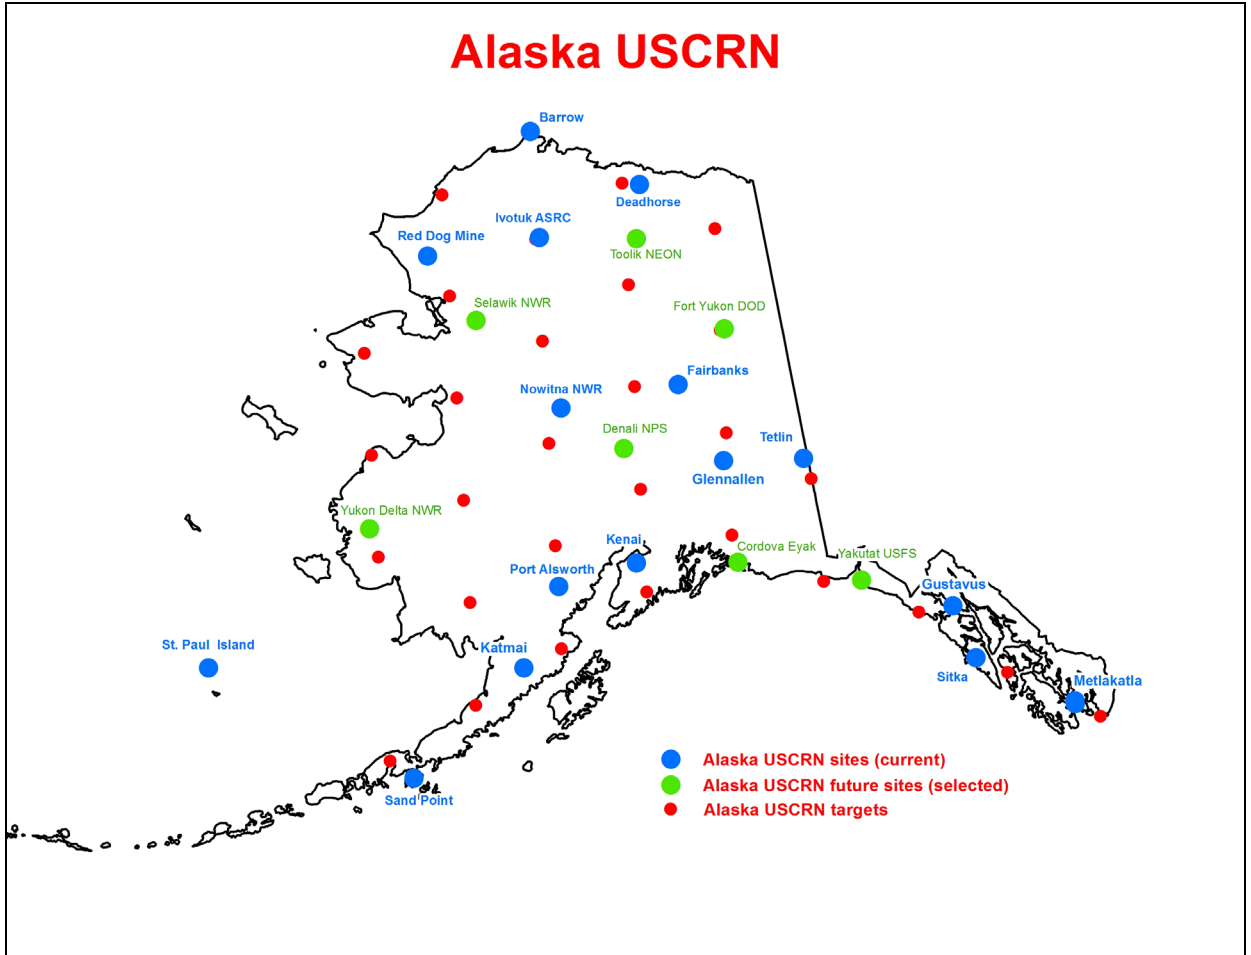 Alaska USCRN
Barrow
Deadhorse
Ivotuk ASRC
Red Dog Mine
Toolik NEON
Selawik NWR
Fort Yukon DOD
Fairbanks
Nowitna NWR
Denali NPS
Tetlin
Glennallen
Yukon Delta NWR
Kenai
Cordova Eyak
Yakutat USFS
Port Alsworth
Gustavus
St. Paul Island
Katmai
Sitka
Metlakatla
Sand Point
Alaska USCRN sites (current)
Alaska USCRN future sites (selected)
Alaska USCRN targets